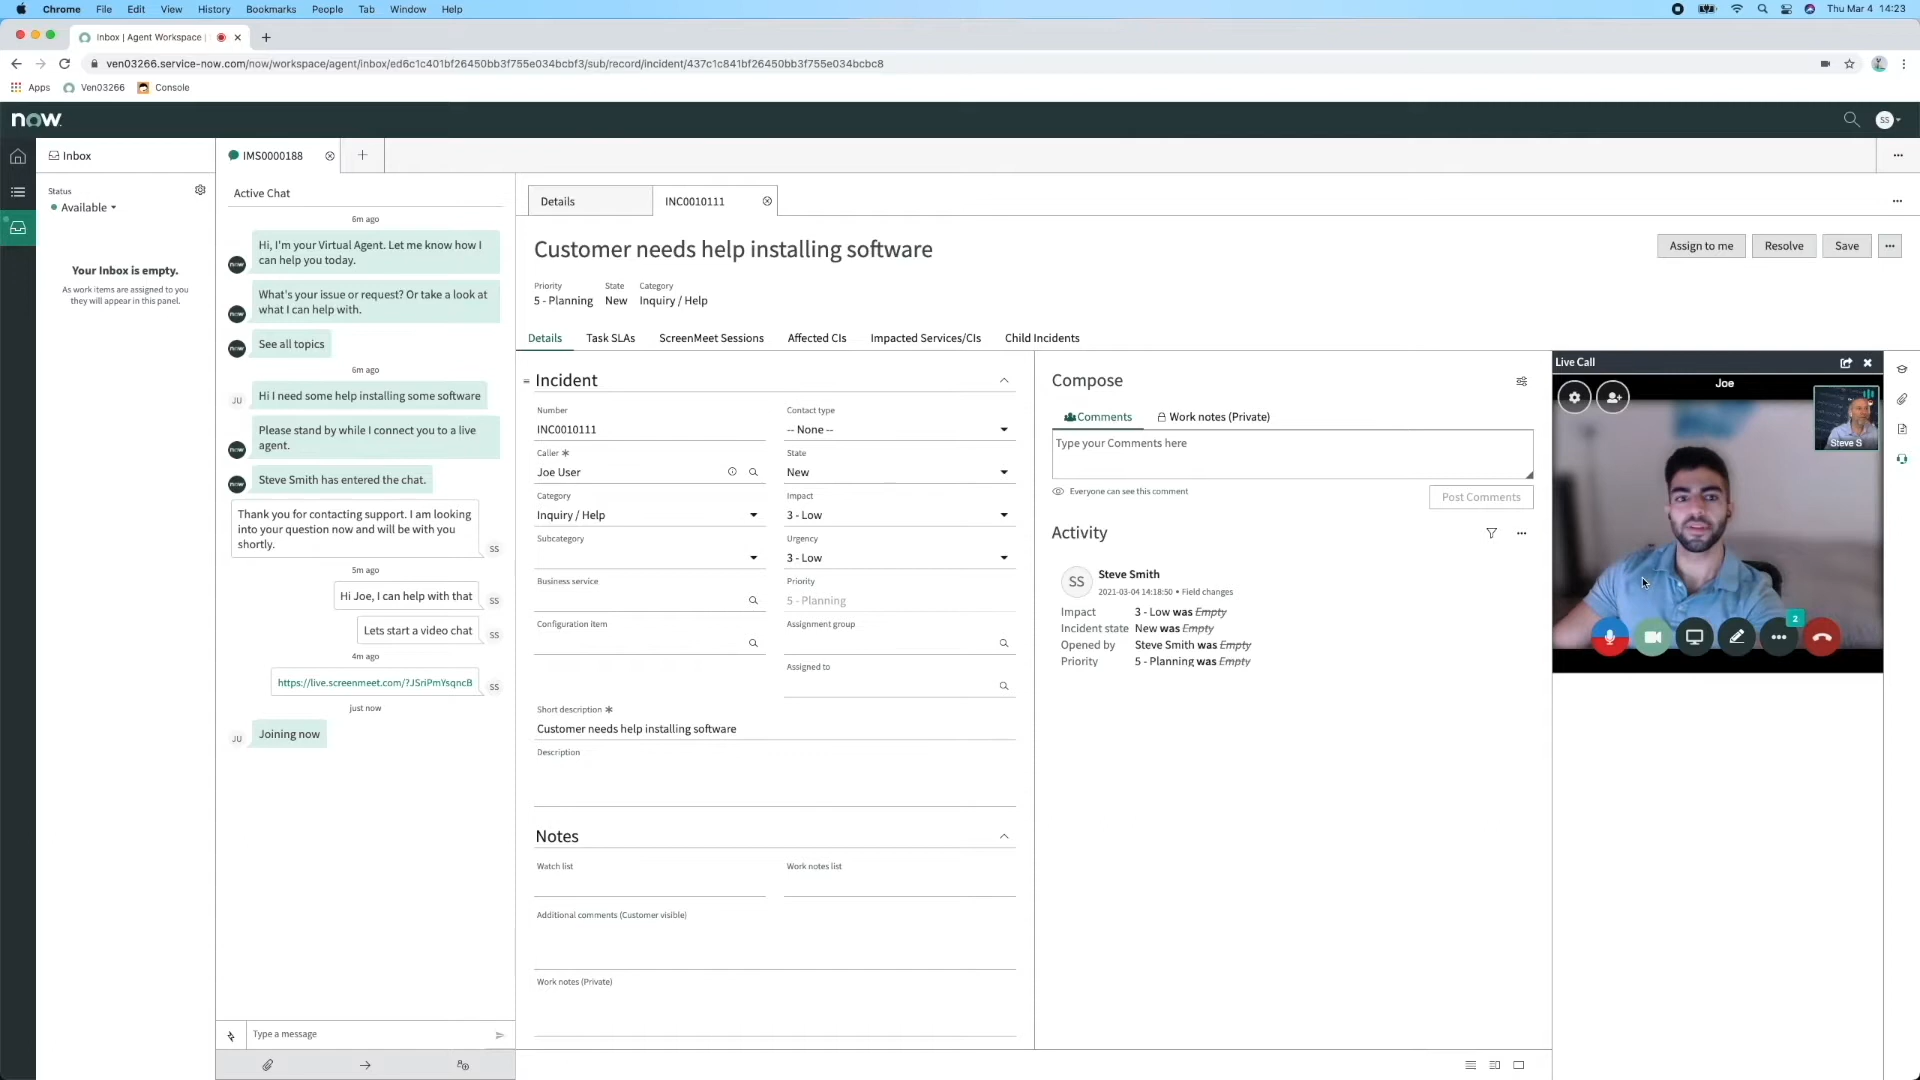 Chrome File Edit View History Bookmarks People Tab Window Help
Thu Mar 4 14:23
Inbox | Agent Workspace |
ven03266.service-now.com/now/workspace/agent/inbox/ed6c1c401bf26450bb3f755e034bcbf3/sub/record/incident/437c1c841bf26450bb3f755e034bcbc8
Apps Ven03266 Console
now.
SS
Inbox
Status
Available
Your Inbox is empty.
As work items are assigned to you
they will appear in this panel.
IMS0000188
Active Chat
6m ago
Hi, I'm your Virtual Agent. Let me know how I
can help you today.
now
What's your issue or request? Or take a look at
what I can help with.
now
See all topics
now
6m ago
JU
Hi I need some help installing some software
Please stand by while I connect you to a live
agent.
now
Steve Smith has entered the chat.
now
Thank you for contacting support. I am looking
into your question now and will be with you
shortly.
SS
5m ago
Hi Joe, I can help with that
SS
Lets start a video chat
SS
4m ago
https://live.screenmeet.com/?JSriPmYsqncB
SS
just now
Joining now
JU
Type a message
Details
INC0010111
Customer needs help installing software
Assign to me
Resolve
Save
Priority State Category
5 - Planning New Inquiry / Help
Details Task SLAs ScreenMeet Sessions Affected CIs Impacted Services/CIs Child Incidents
Incident
Number
INC0010111
Contact type
-- None --
Caller
Joe User
State
New
Category
Inquiry / Help
Impact
3 - Low
Subcategory
Urgency
3 - Low
Business service
Priority
5 - Planning
Configuration item
Assignment group
Assigned to
Short description
Customer needs help installing software
Description
Notes
Watch list
Work notes list
Additional comments (Customer visible)
Work notes (Private)
Compose
Comments
Work notes (Private)
Type your Comments here
Everyone can see this comment
Post Comments
Activity
SS
Steve Smith
2021-03-04 14:18:50 • Field changes
Impact 3 - Low was Empty
Incident state New was Empty
Opened by Steve Smith was Empty
Priority 5 - Planning was Empty
Live Call
Joe
Steve S
2